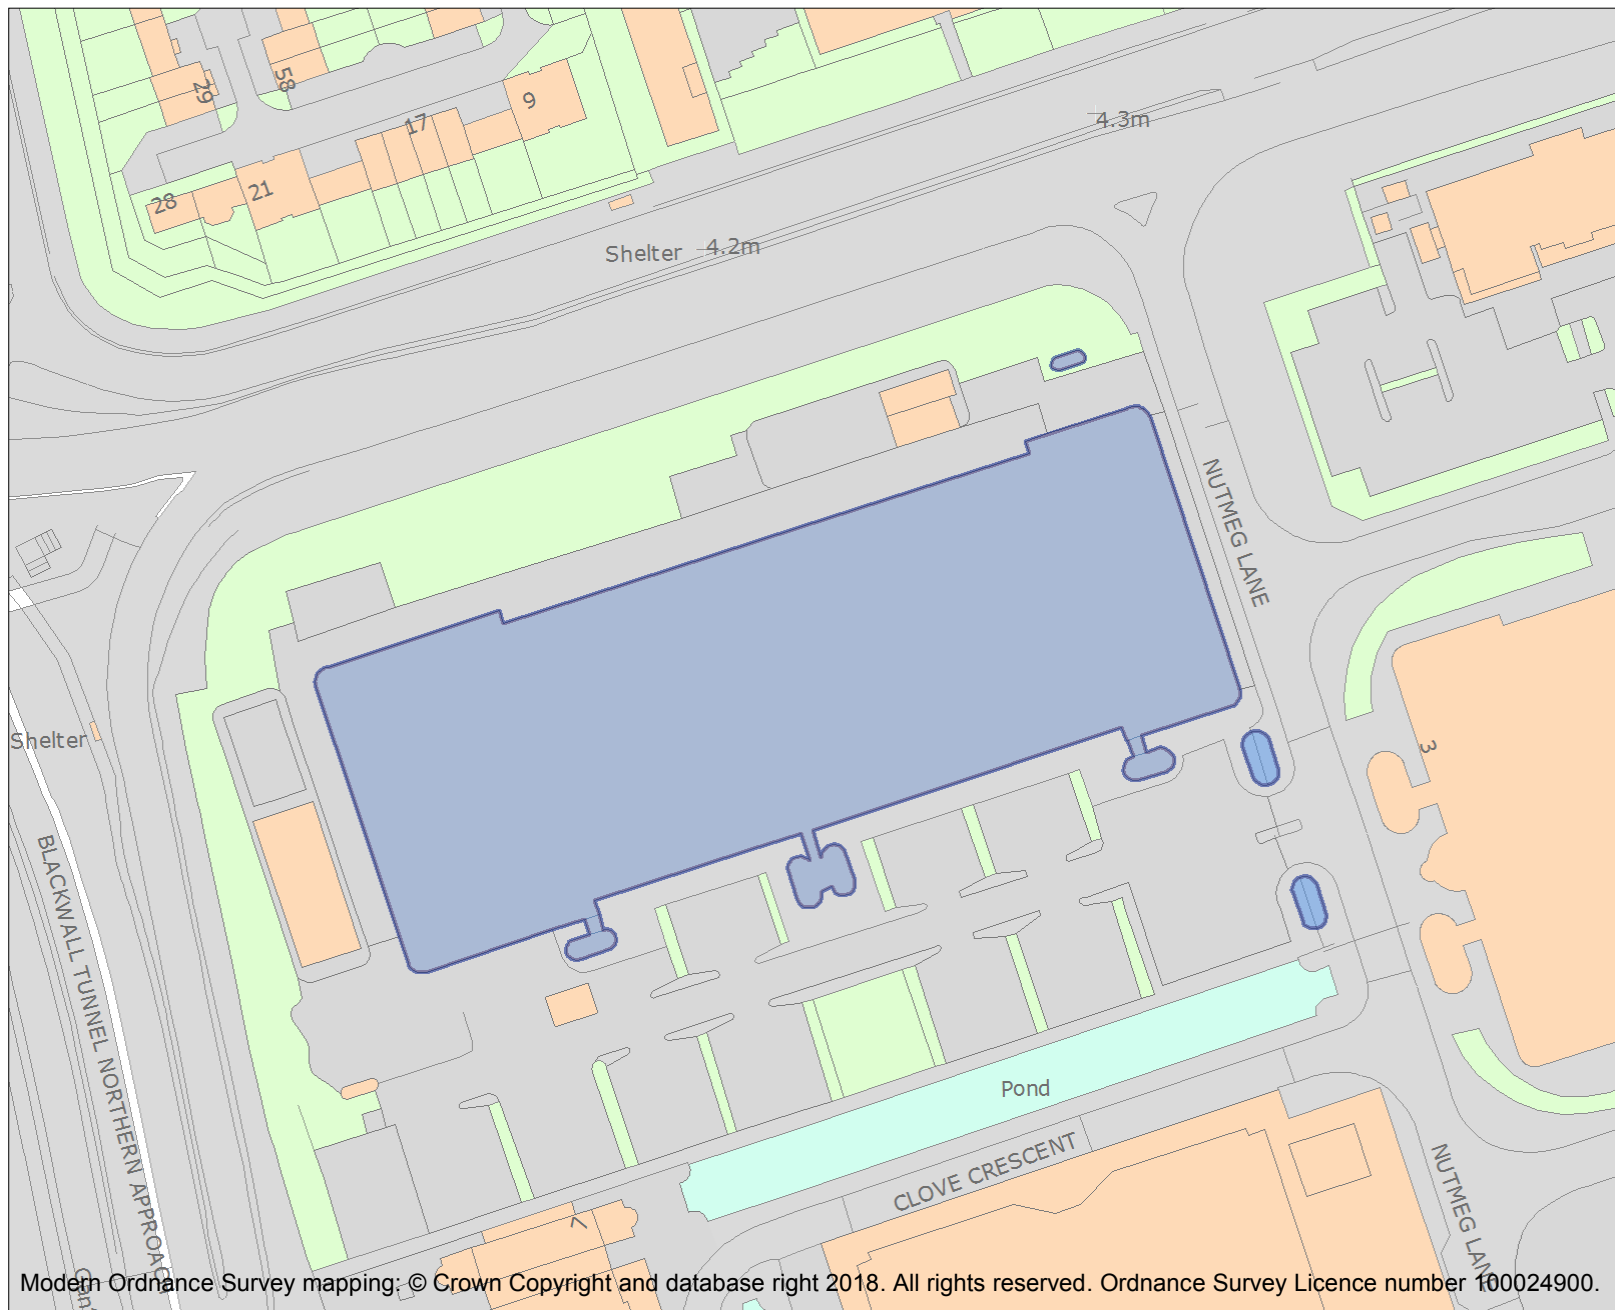 29
58
9
17
4.3m
28
21
Shelter
4.2m
NUTMEG LANE
Shelter
3
BLACKWALL TUNNEL NORTHERN APPROACH
Pond
CLOVE CRESCENT
NUTMEG LANE
7
Modern Ordnance Survey mapping: © Crown Copyright and database right 2018. All rights reserved. Ordnance Survey Licence number 100024900.